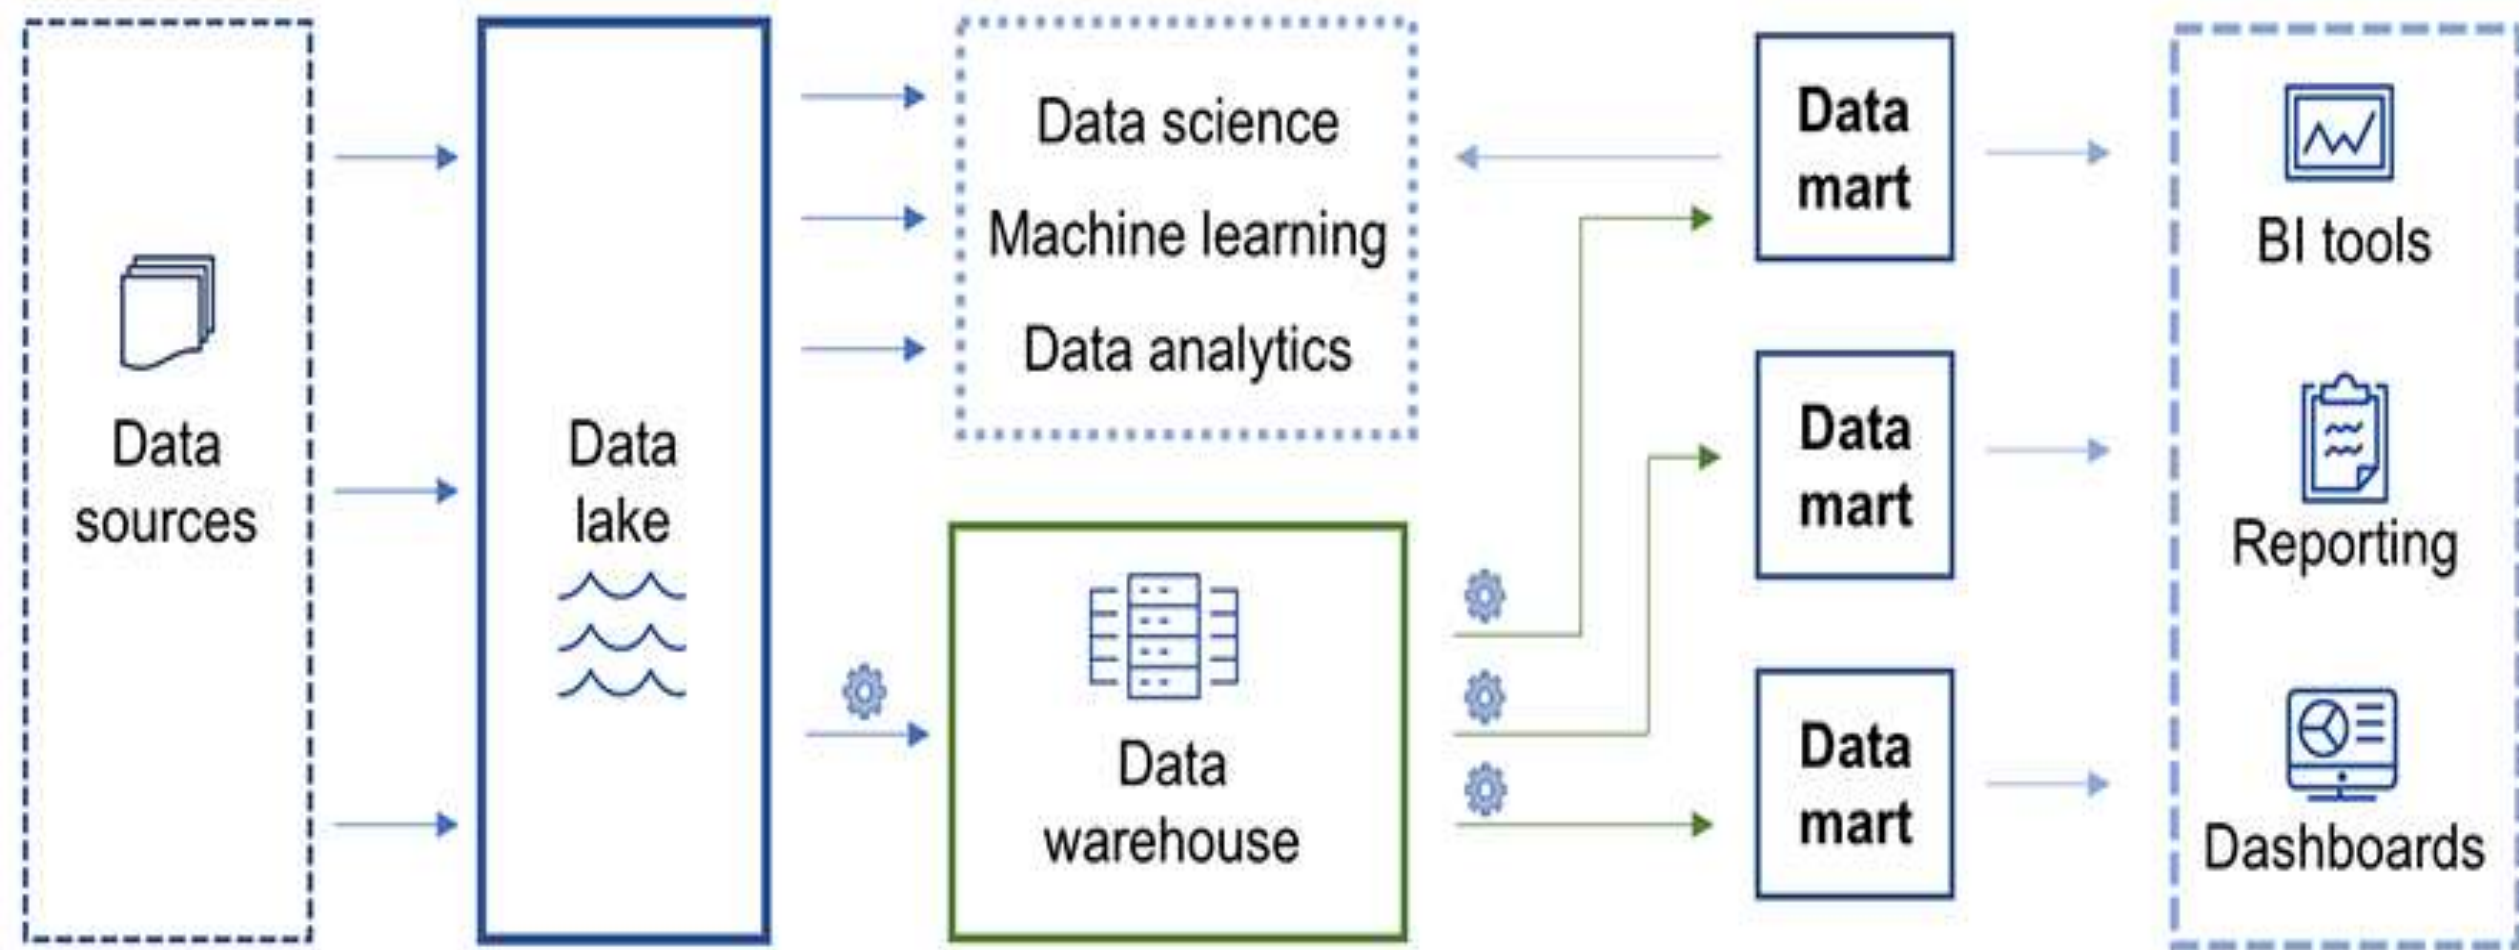 Data
sources
Data
lake
Data science
Machine learning
Data analytics
Data
warehouse
Data
mart
Data
mart
Data
mart
BI tools
Reporting
Dashboards